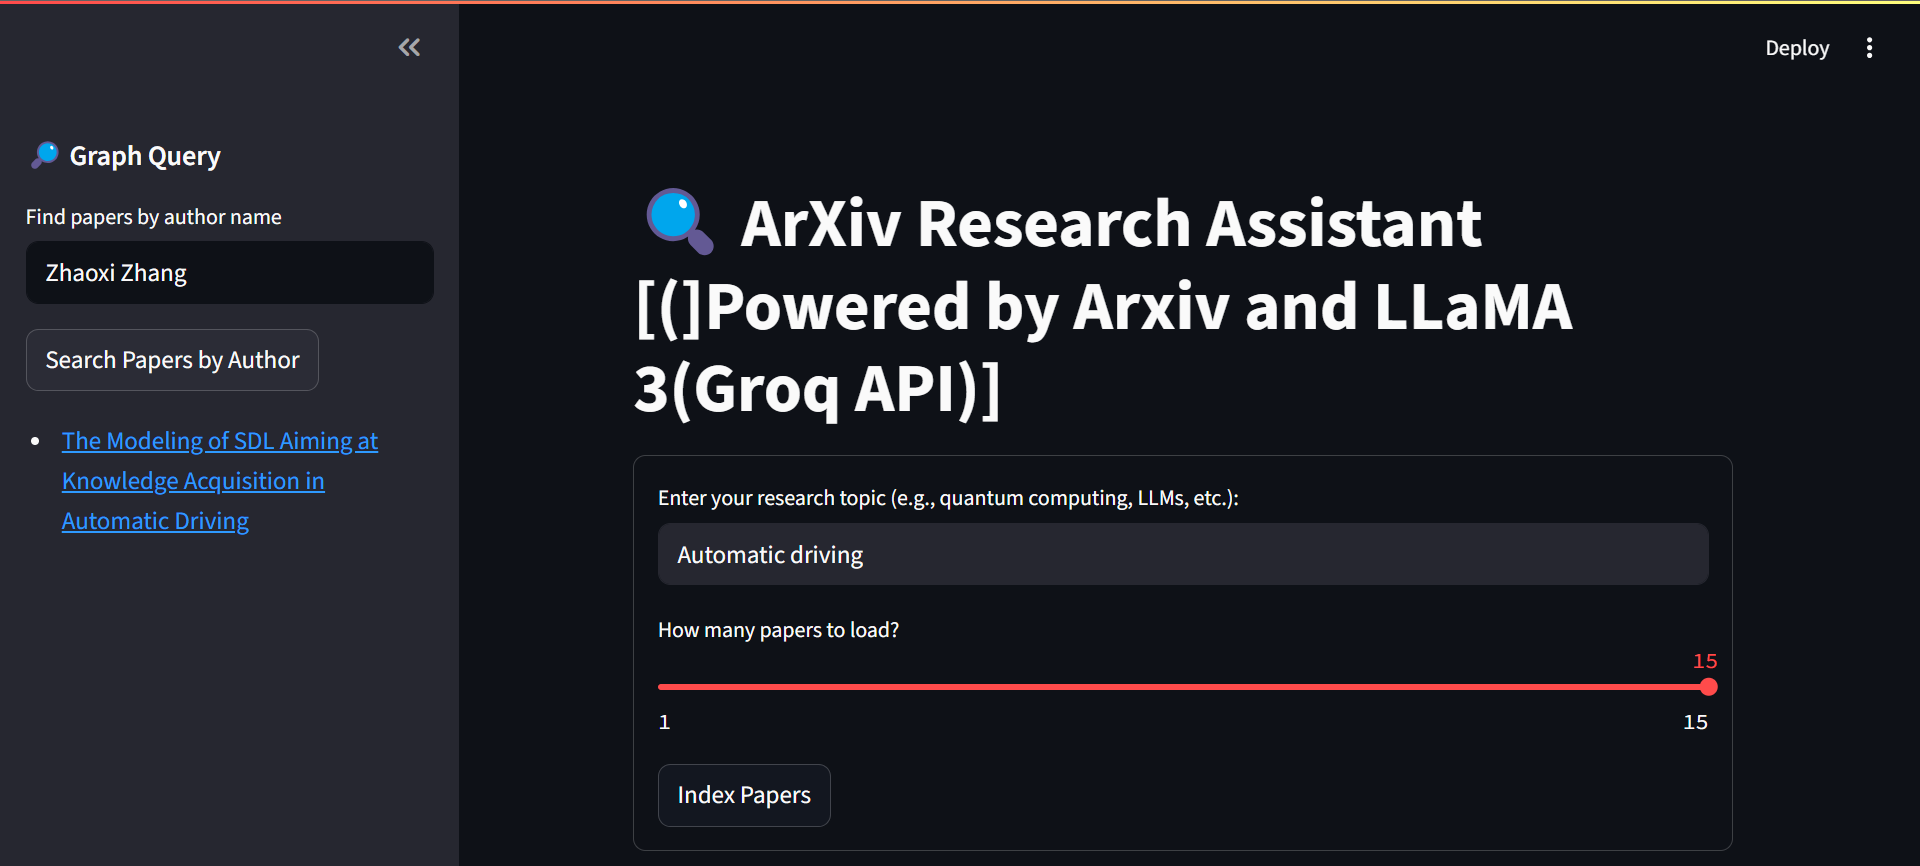 Deploy
Graph Query
Find papers by author name
Zhaoxi Zhang
Search Papers by Author
The Modeling of SDL Aiming at
Knowledge Acquisition in
Automatic Driving
ArXiv Research Assistant
[(]Powered by Arxiv and LLaMA
3(Groq API)]
Enter your research topic (e.g., quantum computing, LLMs, etc.):
Automatic driving
How many papers to load?
15
1
15
Index Papers